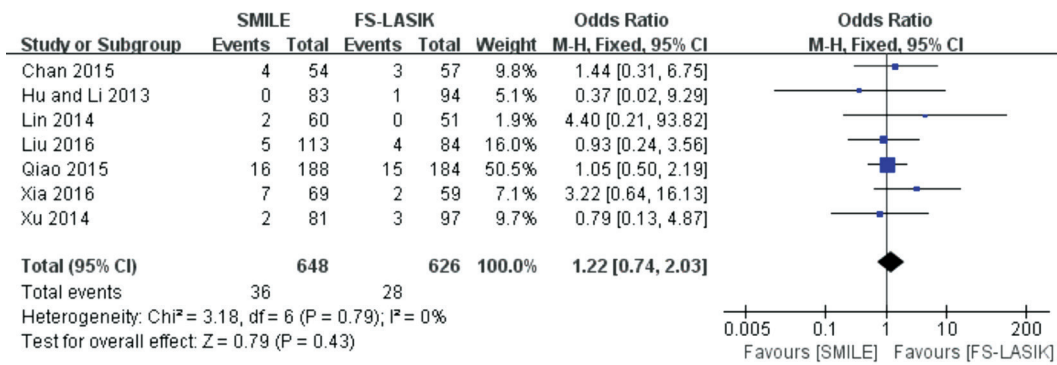 SMILE FS-LASIK Odds Ratio Odds Ratio
Study or Subgroup Events Total Events Total Weight M-H, Fixed, 95% CI M-H, Fixed, 95% CI
Chan 2015 4 54 3 57 9.8% 1.44 [0.31, 6.75]
Hu and Li 2013 0 83 1 94 5.1% 0.37 [0.02, 9.29]
Lin 2014 2 60 0 51 1.9% 4.40 [0.21, 93.82]
Liu 2016 5 113 4 84 16.0% 0.93 [0.24, 3.56]
Qiao 2015 16 188 15 184 50.5% 1.05 [0.50, 2.19]
Xia 2016 7 69 2 59 7.1% 3.22 [0.64, 16.13]
Xu 2014 2 81 3 97 9.7% 0.79 [0.13, 4.87]
Total (95% CI) 648 626 100.0% 1.22 [0.74, 2.03]
Total events 36 28
Heterogeneity: Chi² = 3.18, df = 6 (P = 0.79); I² = 0%
Test for overall effect: Z = 0.79 (P = 0.43)
0.005 0.1 1 10 200
Favours [SMILE] Favours [FS-LASIK]